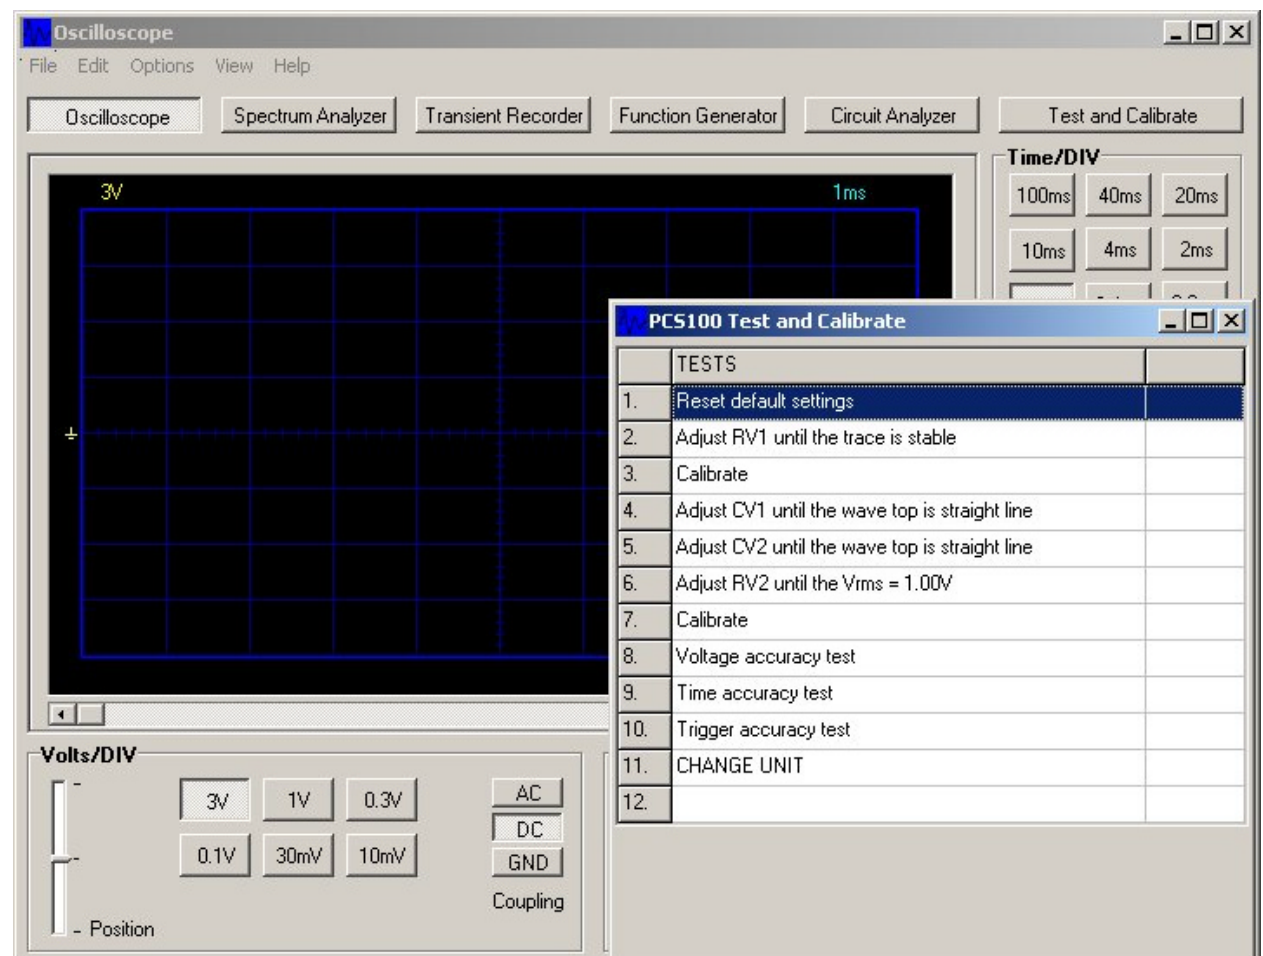 Oscilloscope
File Edit Options View Help
Oscilloscope Spectrum Analyzer Transient Recorder Function Generator Circuit Analyzer Test and Calibrate
3V 1ms
Time/DIV
100ms 40ms 20ms
10ms 4ms 2ms
PCS100 Test and Calibrate
TESTS
1. Reset default settings
2. Adjust RV1 until the trace is stable
3. Calibrate
4. Adjust CV1 until the wave top is straight line
5. Adjust CV2 until the wave top is straight line
6. Adjust RV2 until the Vrms = 1.00V
7. Calibrate
8. Voltage accuracy test
9. Time accuracy test
10. Trigger accuracy test
11. CHANGE UNIT
12.
Volts/DIV
3V 1V 0.3V
0.1V 30mV 10mV
Position
AC
DC
GND
Coupling